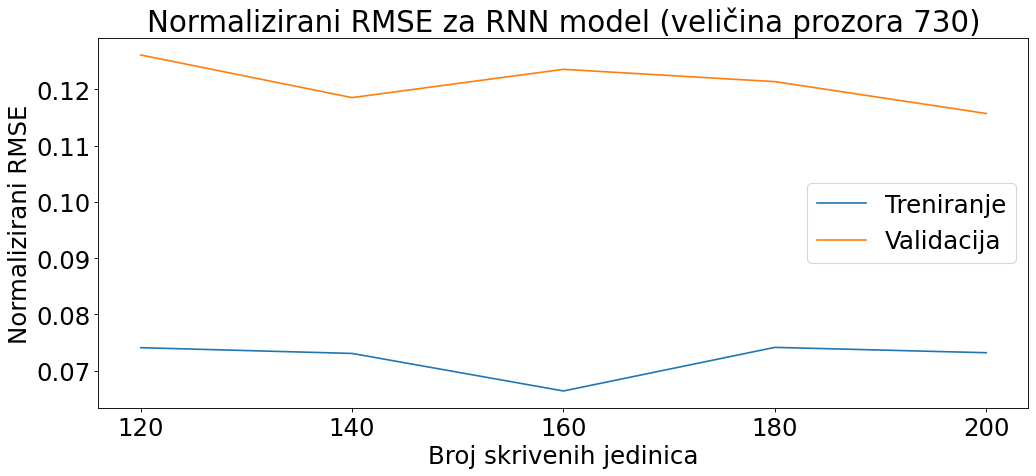 Normalizirani RMSE za RNN model (veličina prozora 730)
Normalizirani RMSE
0.12
0.11
0.10
0.09
0.08
0.07
Treniranje
Validacija
120 140 160 180 200
Broj skrivenih jedinica